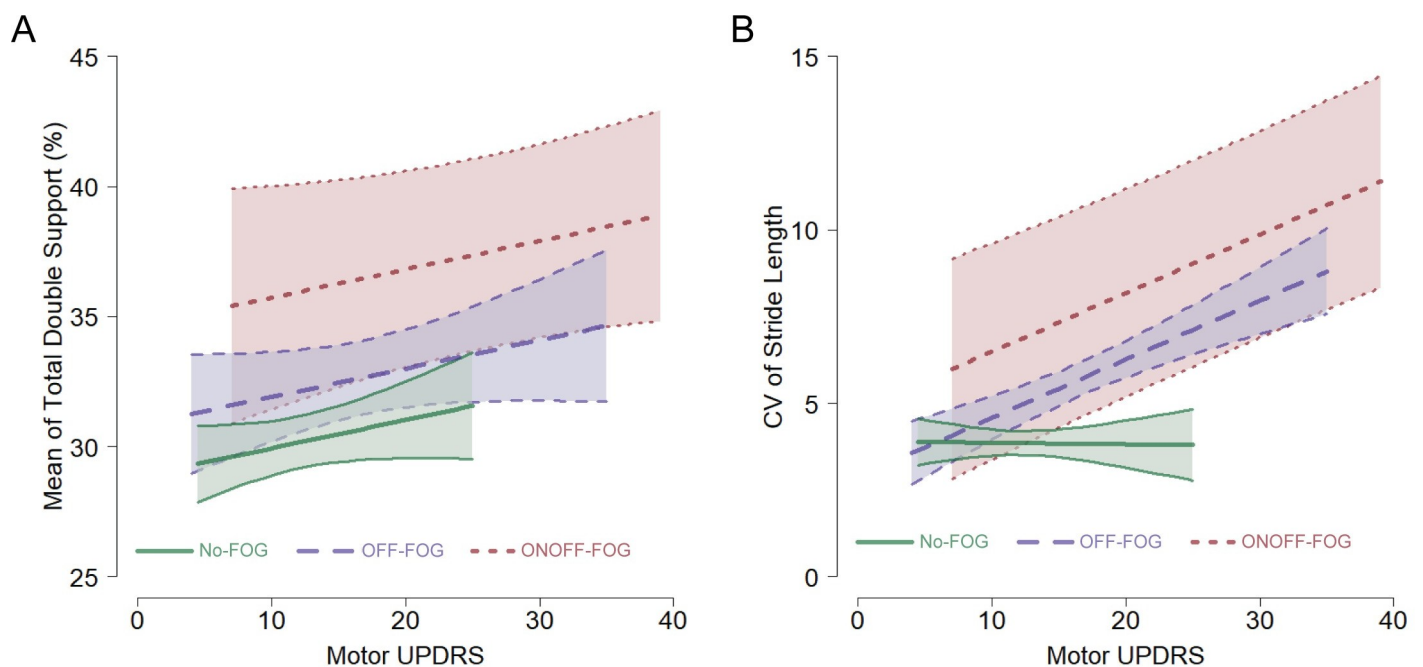 A
Mean of Total Double Support (%)
45
40
35
30
25
No-FOG OFF-FOG ONOFF-FOG
0 10 20 30 40
Motor UPDRS
B
CV of Stride Length
15
10
5
0
No-FOG OFF-FOG ONOFF-FOG
0 10 20 30 40
Motor UPDRS